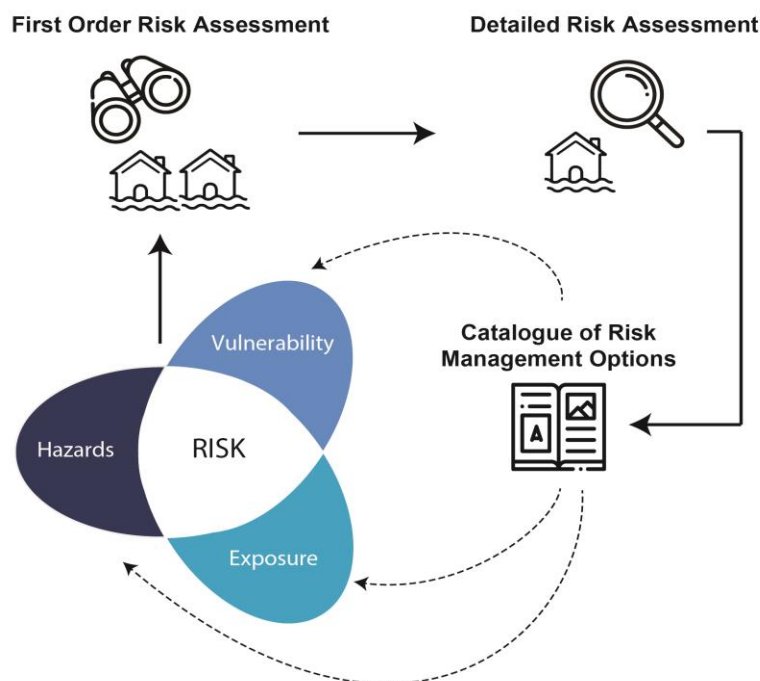 First Order Risk Assessment
Detailed Risk Assessment
Vulnerability
Catalogue of Risk
Management Options
Hazards
RISK
A
Exposure